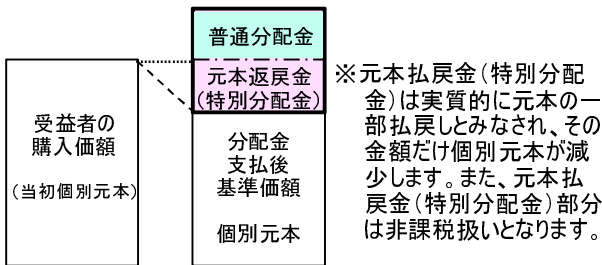 普通分配金
元本返戻金
(特別分配金)
受益者の
購入価額
(当初個別元本)
分配金
支払後
基準価額
個別元本
※元本払戻金(特別分配
金)は実質的に元本の一
部払戻しとみなされ、その
金額だけ個別元本が減
少します。また、元本払
戻金(特別分配金)部分
は非課税扱いとなります。